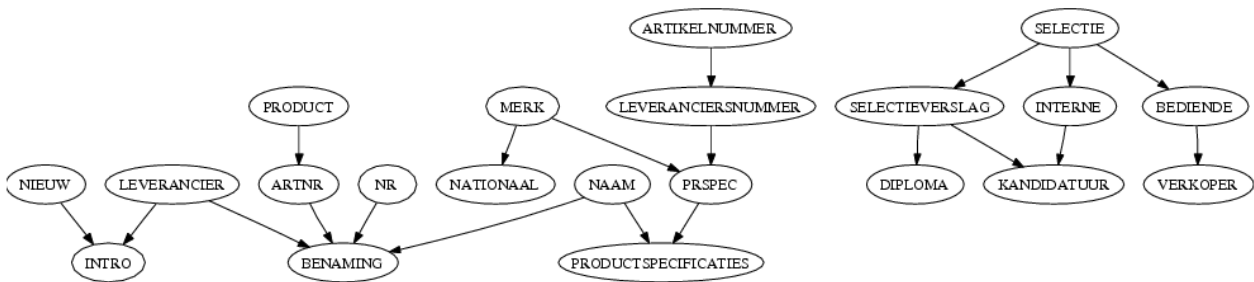 ARTIKELNUMMER SELECTIE
PRODUCT MERK LEVERANCIERSNUMMER SELECTIEVERSLAG INTERNE BEDIENDE
NIEUW LEVERANCIER ARTNR NR NATIONAAL NAAM PRSPEC DIPLOMA KANDIDATUUR VERKOPER
INTRO BENAMING PRODUCTSPECIFICATIES